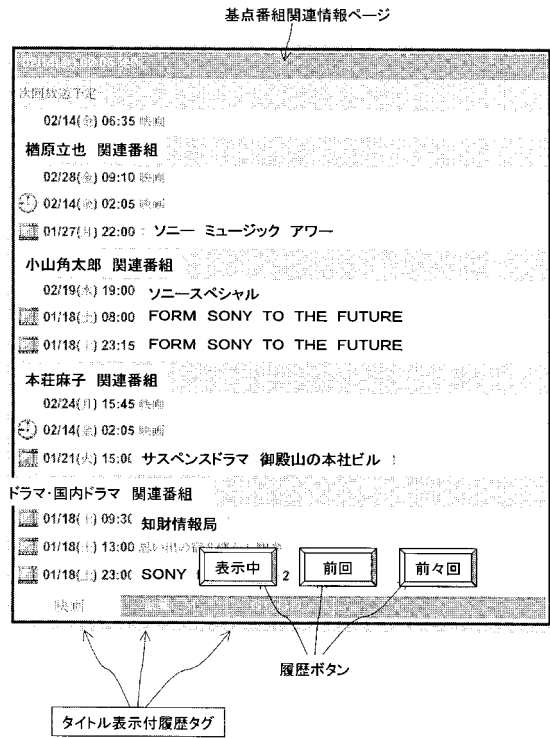 基点番組関連情報ページ
次回放送予定
02/14(金) 06:35 映画
楢原立也 関連番組
02/28(金) 09:10 映画
02/14(金) 02:05 映画
01/27(月) 22:00 ソニー ミュージック アワー
小山角太郎 関連番組
02/19(水) 19:00 ソニースペシャル
01/18(土) 08:00 FORM SONY TO THE FUTURE
01/18(土) 23:15 FORM SONY TO THE FUTURE
本荘麻子 関連番組
02/24(月) 15:45 映画
02/14(金) 02:05 映画
01/21(火) 15:00 サスペンスドラマ 御殿山の本社ビル
ドラマ・国内ドラマ 関連番組
01/18(土) 09:30 知財情報局
01/18(土) 13:00
01/18(土) 23:00 SONY 2
表示中 前回 前々回
映画
履歴ボタン
タイトル表示付履歴タグ